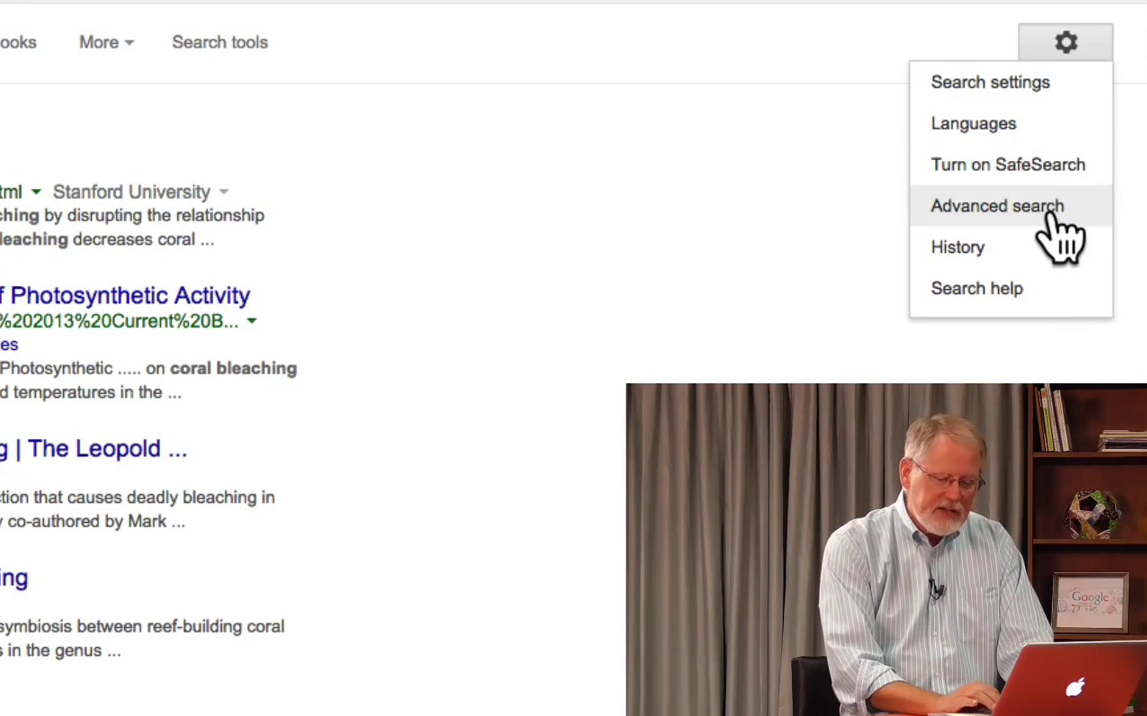 ooks More Search tools
Search settings
Languages
Turn on SafeSearch
Advanced search
History
Search help
tml Stanford University
ching by disrupting the relationship
leaching decreases coral ...
f Photosynthetic Activity
%202013%20Current%20B...
es
Photosynthetic ..... on coral bleaching
d temperatures in the ...
g | The Leopold ...
ction that causes deadly bleaching in
y co-authored by Mark ...
ing
symbiosis between reef-building coral
s in the genus ...
Google